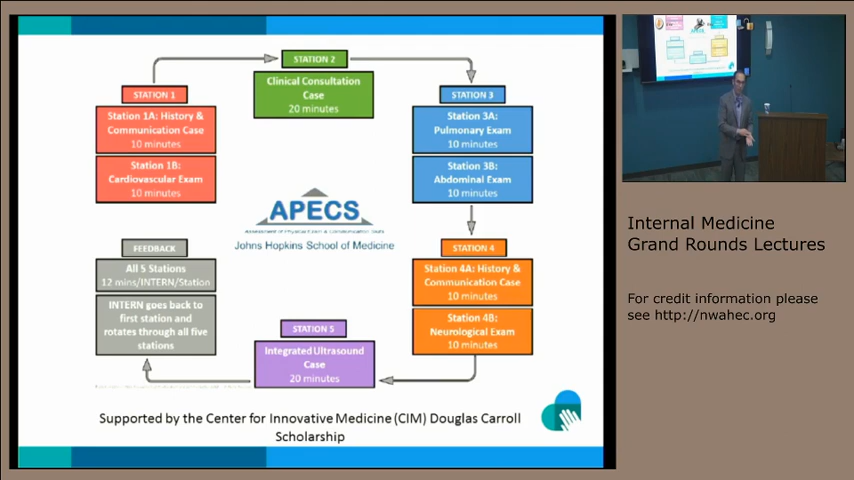 STATION 2
Clinical Consultation
Case
20 minutes
STATION 1
Station 1A: History &
Communication Case
10 minutes
Station 1B:
Cardiovascular Exam
10 minutes
STATION 3
Station 3A:
Pulmonary Exam
10 minutes
Station 3B:
Abdominal Exam
10 minutes
APECS
Assessment of Physical Exam & Communication Skills
Johns Hopkins School of Medicine
FEEDBACK
All 5 Stations
12 mins/INTERN/Station
INTERN goes back to
first station and
rotates through all five
stations
STATION 4
Station 4A: History &
Communication Case
10 minutes
Station 4B:
Neurological Exam
10 minutes
STATION 5
Integrated Ultrasound
Case
20 minutes
Supported by the Center for Innovative Medicine (CIM) Douglas Carroll
Scholarship
Internal Medicine
Grand Rounds Lectures
For credit information please
see http://nwahec.org